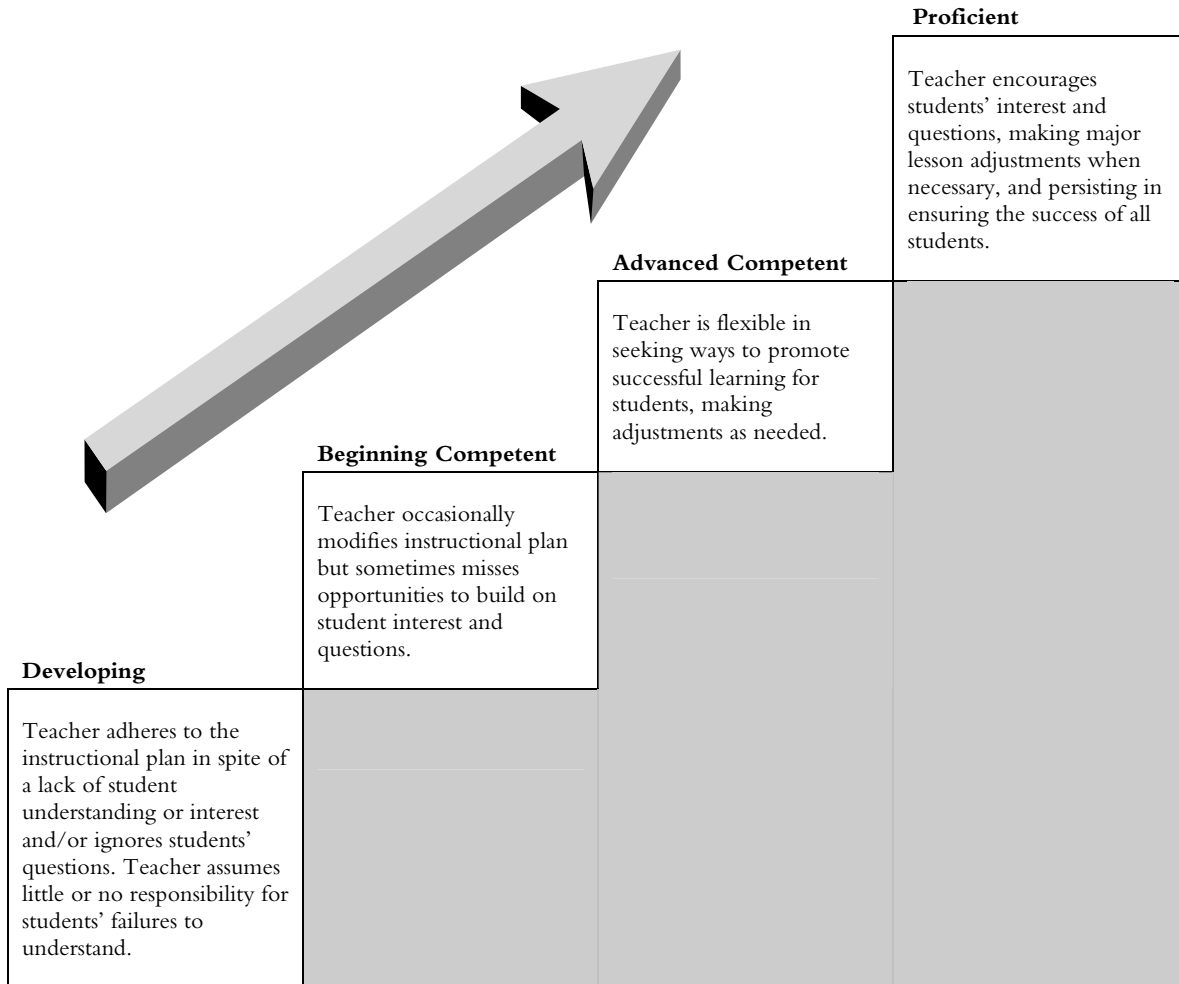 Proficient
Teacher encourages
students’ interest and
questions, making major
lesson adjustments when
necessary, and persisting in
ensuring the success of all
students.
Advanced Competent
Teacher is flexible in
seeking ways to promote
successful learning for
students, making
adjustments as needed.
Beginning Competent
Teacher occasionally
modifies instructional plan
but sometimes misses
opportunities to build on
student interest and
questions.
Developing
Teacher adheres to the
instructional plan in spite of
a lack of student
understanding or interest
and/or ignores students’
questions. Teacher assumes
little or no responsibility for
students’ failures to
understand.